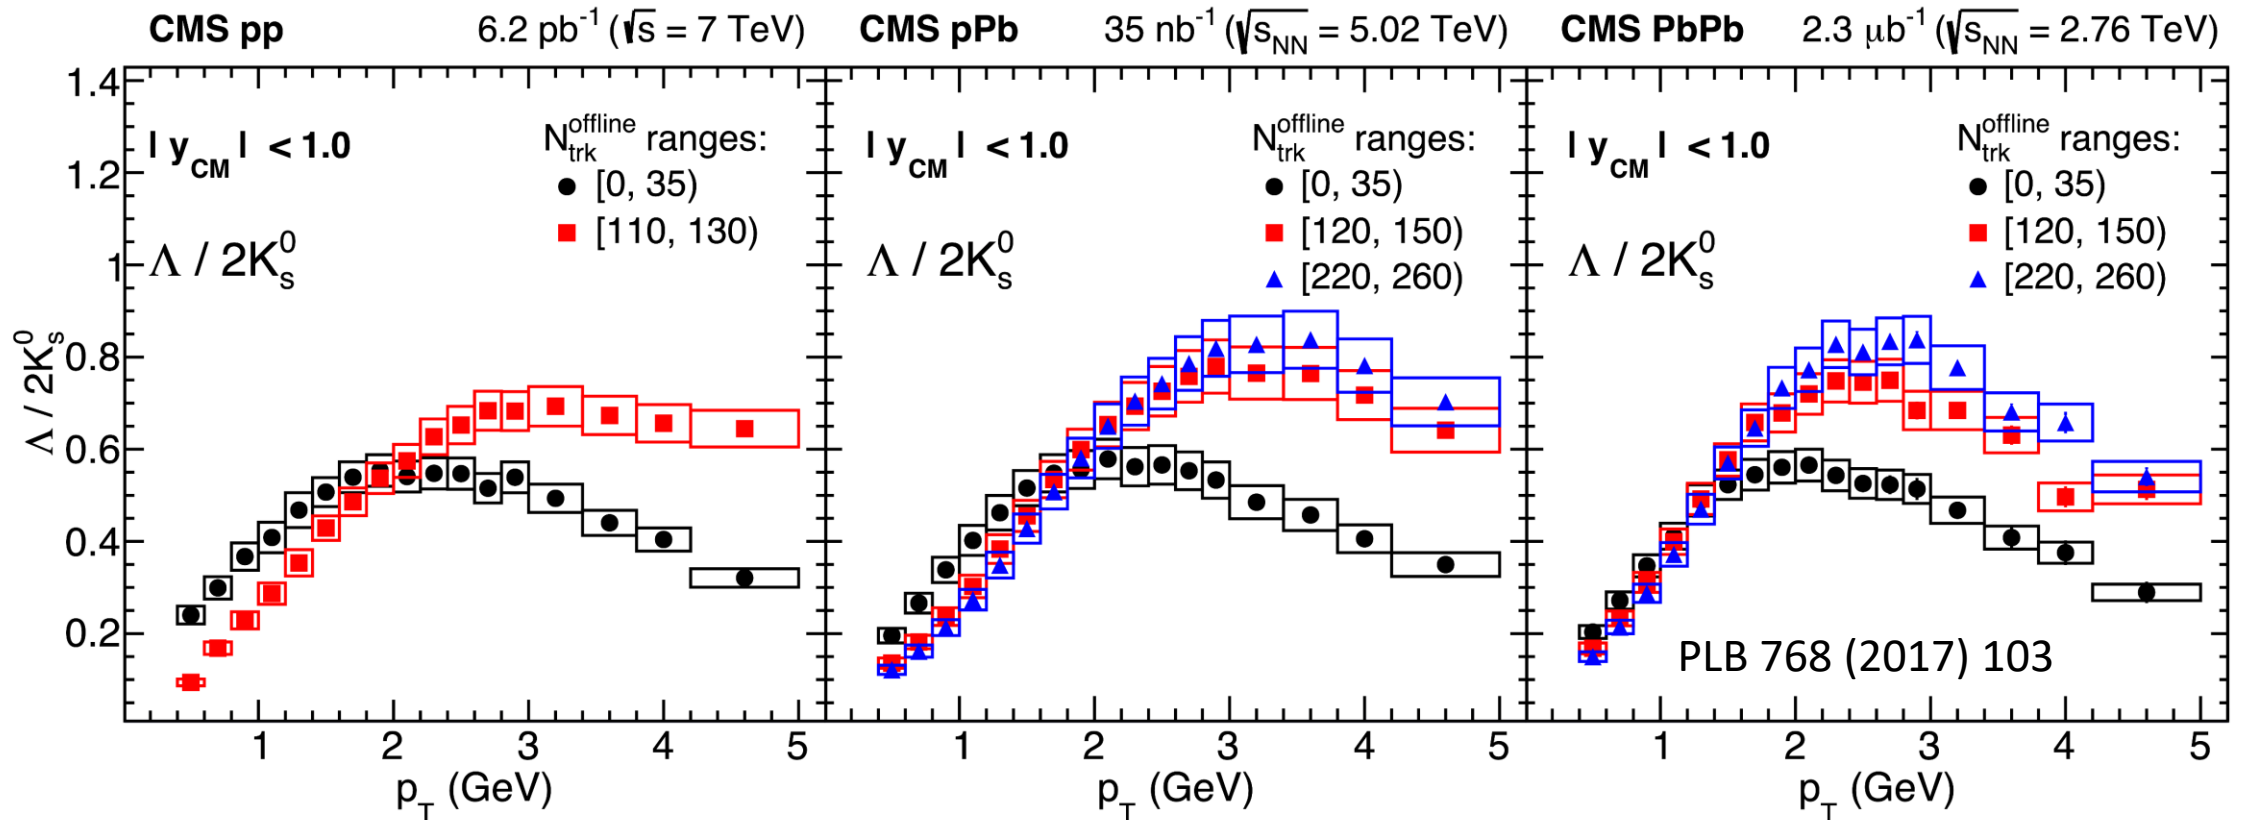 CMS pp 6.2 pb⁻¹ (√s = 7 TeV)
1.4
1.2
1
0.8
0.6
0.4
0.2
Λ / 2K⁰ₛ
| y_CM | < 1.0
N_trk^offline ranges:
[0, 35)
[110, 130)
Λ / 2K⁰ₛ
1 2 3 4 5
p_T (GeV)
CMS pPb 35 nb⁻¹ (√s_NN = 5.02 TeV)
| y_CM | < 1.0
N_trk^offline ranges:
[0, 35)
[120, 150)
[220, 260)
Λ / 2K⁰ₛ
1 2 3 4 5
p_T (GeV)
CMS PbPb 2.3 μb⁻¹ (√s_NN = 2.76 TeV)
| y_CM | < 1.0
N_trk^offline ranges:
[0, 35)
[120, 150)
[220, 260)
Λ / 2K⁰ₛ
PLB 768 (2017) 103
1 2 3 4 5
p_T (GeV)